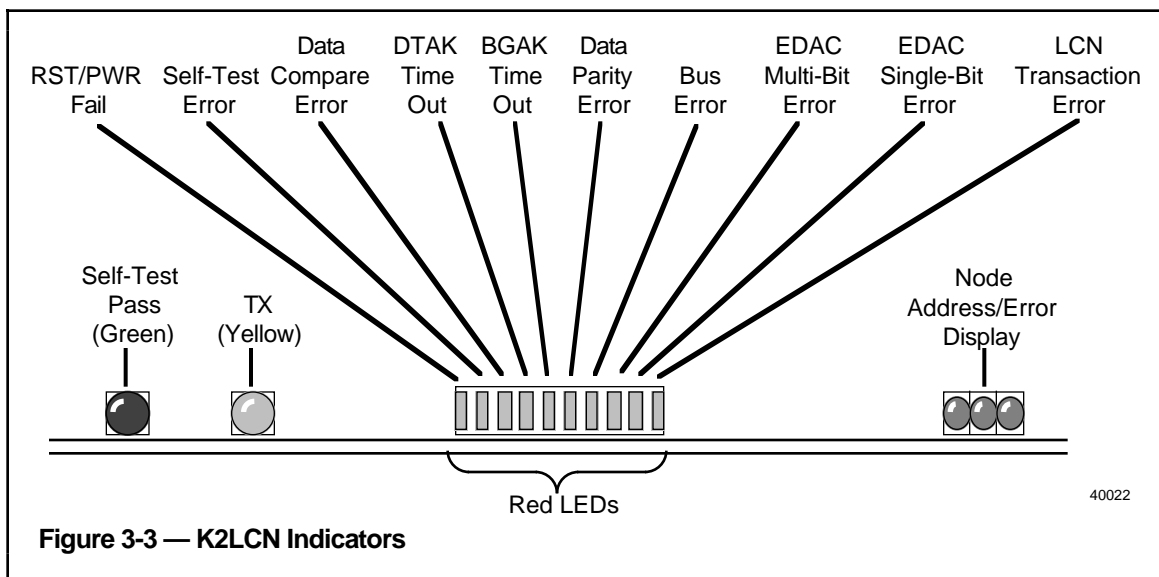 RST/PWR
Fail
Self-Test
Error
Data
Compare
Error
DTAK
Time
Out
BGAK
Time
Out
Data
Parity
Error
Bus
Error
EDAC
Multi-Bit
Error
EDAC
Single-Bit
Error
LCN
Transaction
Error
Self-Test
Pass
(Green)
TX
(Yellow)
Node
Address/Error
Display
Red LEDs
40022
Figure 3-3 — K2LCN Indicators